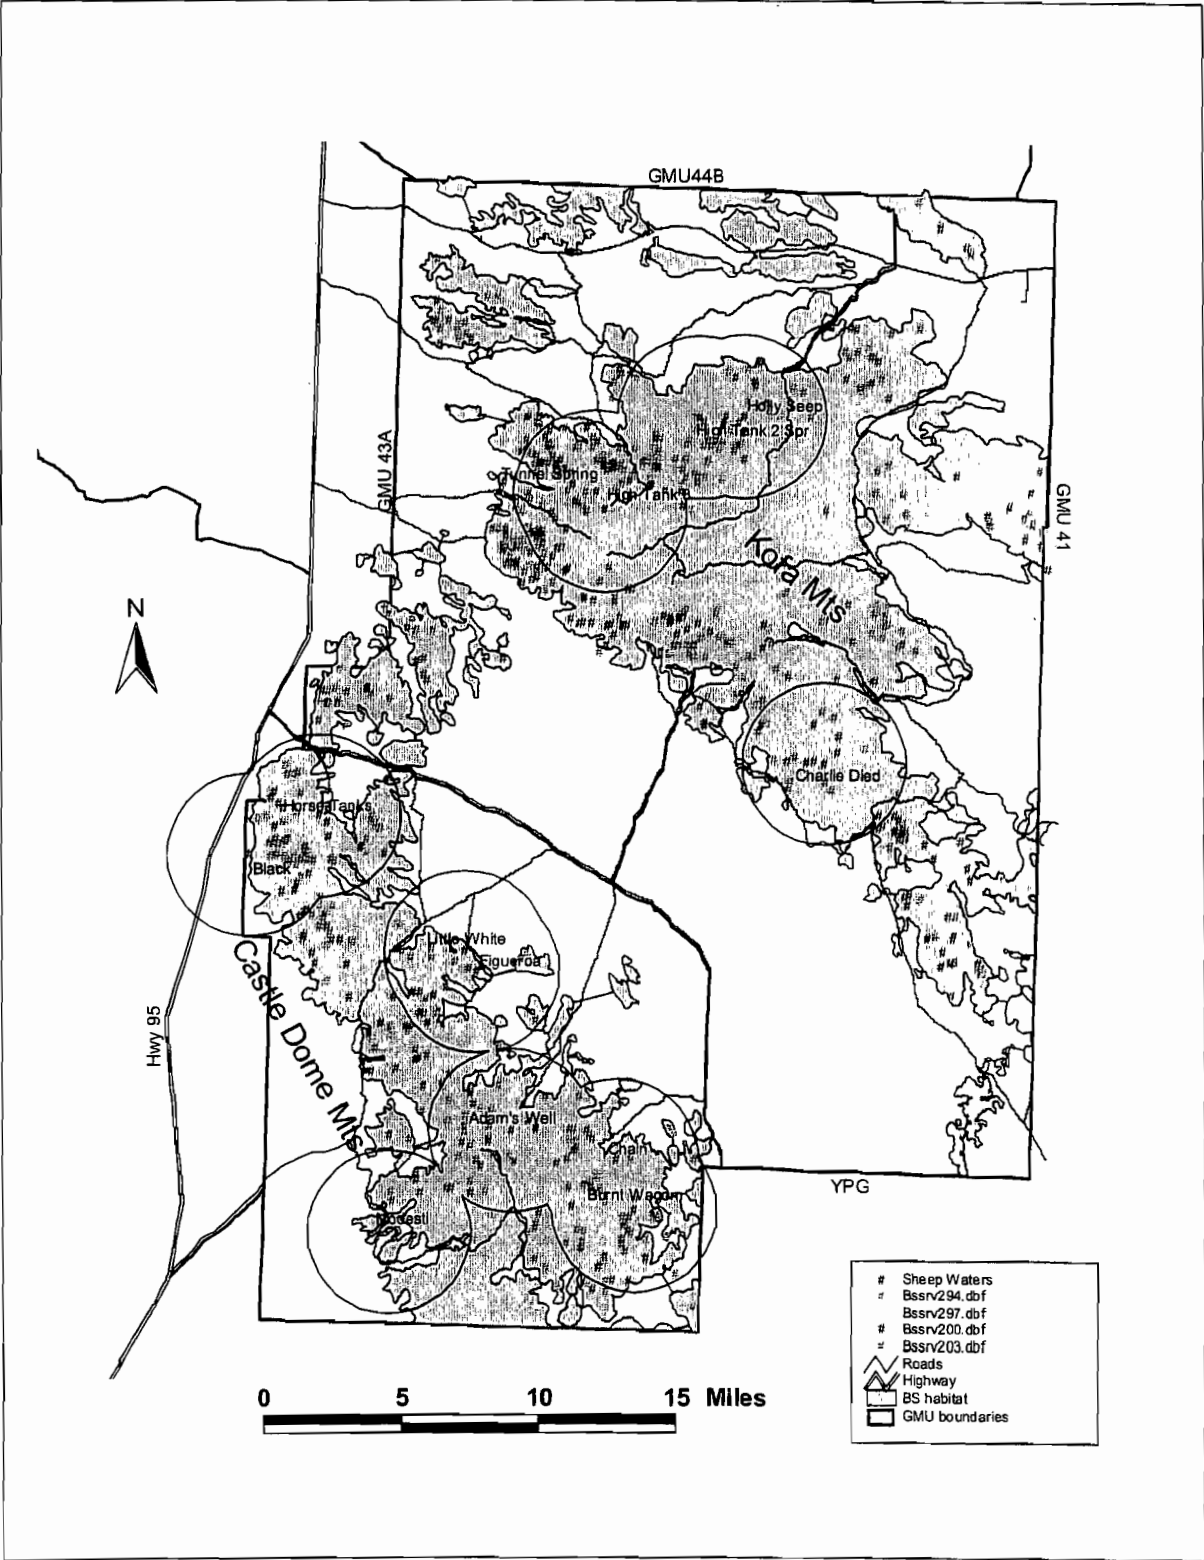 GMU44B
GMU 43A
Holly Seep
High Tank 2 Spr
Tunnel Spring
High Tank 8
GMU 41
Kofa Mts
N
Charlie Died
Horse Tanks
Black
Little White
Figueroa
Castle Dome Mts
Hwy 95
Adam's Well
Chain
Burnt Wagon
Modesti
YPG
# Sheep Waters
# Bssrv294.dbf
Bssrv297.dbf
# Bssrv200.dbf
# Bssrv203.dbf
Roads
Highway
BS habitat
GMU boundaries
0 5 10 15 Miles